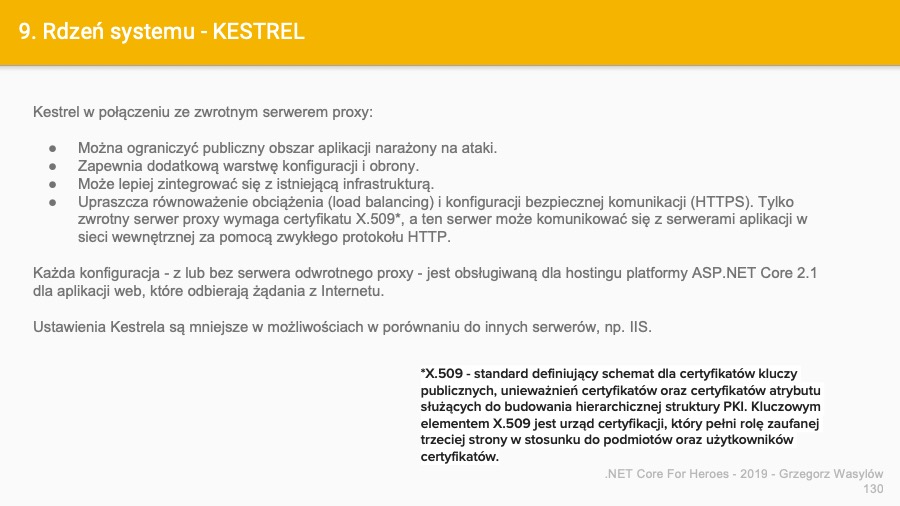 9. Rdzeń systemu - KESTREL
Kestrel w połączeniu ze zwrotnym serwerem proxy:
● Można ograniczyć publiczny obszar aplikacji narażony na ataki.
● Zapewnia dodatkową warstwę konfiguracji i obrony.
● Może lepiej zintegrować się z istniejącą infrastrukturą.
● Upraszcza równoważenie obciążenia (load balancing) i konfiguracji bezpiecznej komunikacji (HTTPS). Tylko
zwrotny serwer proxy wymaga certyfikatu X.509*, a ten serwer może komunikować się z serwerami aplikacji w
sieci wewnętrznej za pomocą zwykłego protokołu HTTP.
Każda konfiguracja - z lub bez serwera odwrotnego proxy - jest obsługiwaną dla hostingu platformy ASP.NET Core 2.1
dla aplikacji web, które odbierają żądania z Internetu.
Ustawienia Kestrela są mniejsze w możliwościach w porównaniu do innych serwerów, np. IIS.
*X.509 - standard definiujący schemat dla certyfikatów kluczy
publicznych, unieważnień certyfikatów oraz certyfikatów atrybutu
służących do budowania hierarchicznej struktury PKI. Kluczowym
elementem X.509 jest urząd certyfikacji, który pełni rolę zaufanej
trzeciej strony w stosunku do podmiotów oraz użytkowników
certyfikatów.
.NET Core For Heroes - 2019 - Grzegorz Wasylów
130